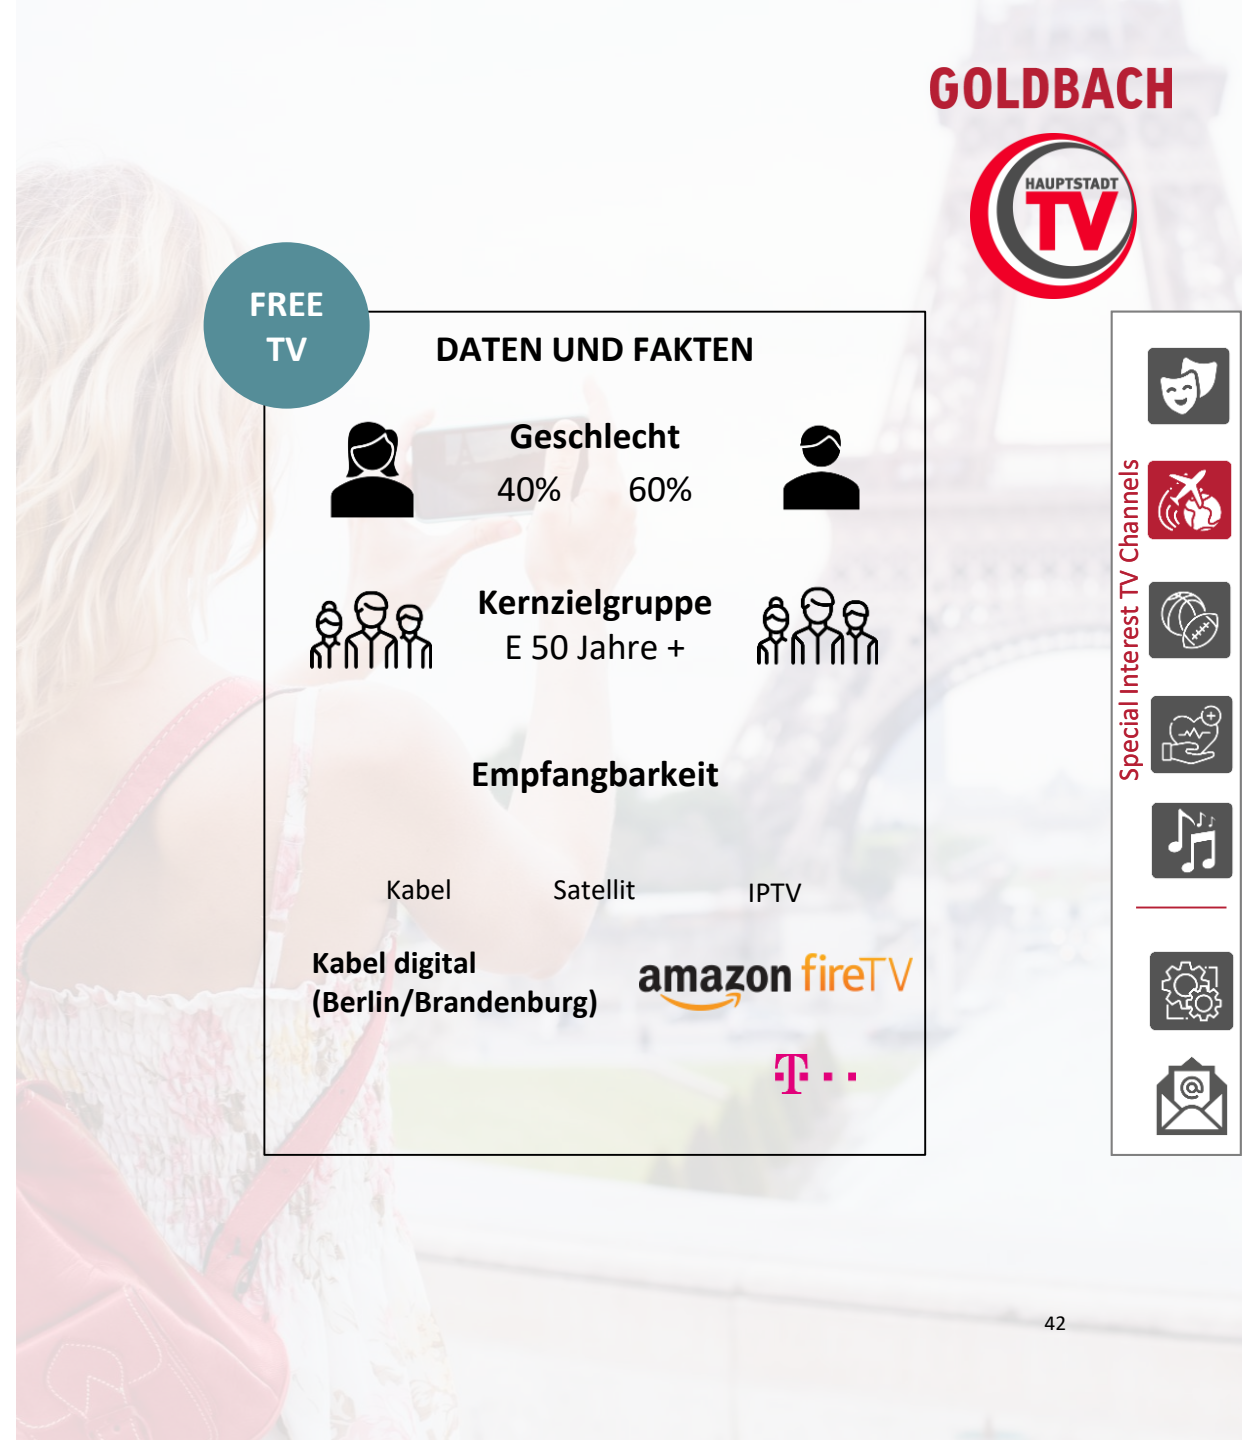 GOLDBACH
HAUPTSTADT
TV
FREE
TV
DATEN UND FAKTEN
Geschlecht
40% 60%
Kernzielgruppe
E 50 Jahre +
Empfangbarkeit
Kabel Satellit IPTV
Kabel digital
(Berlin/Brandenburg)
amazon fireTV
T
Special Interest TV Channels
@
42